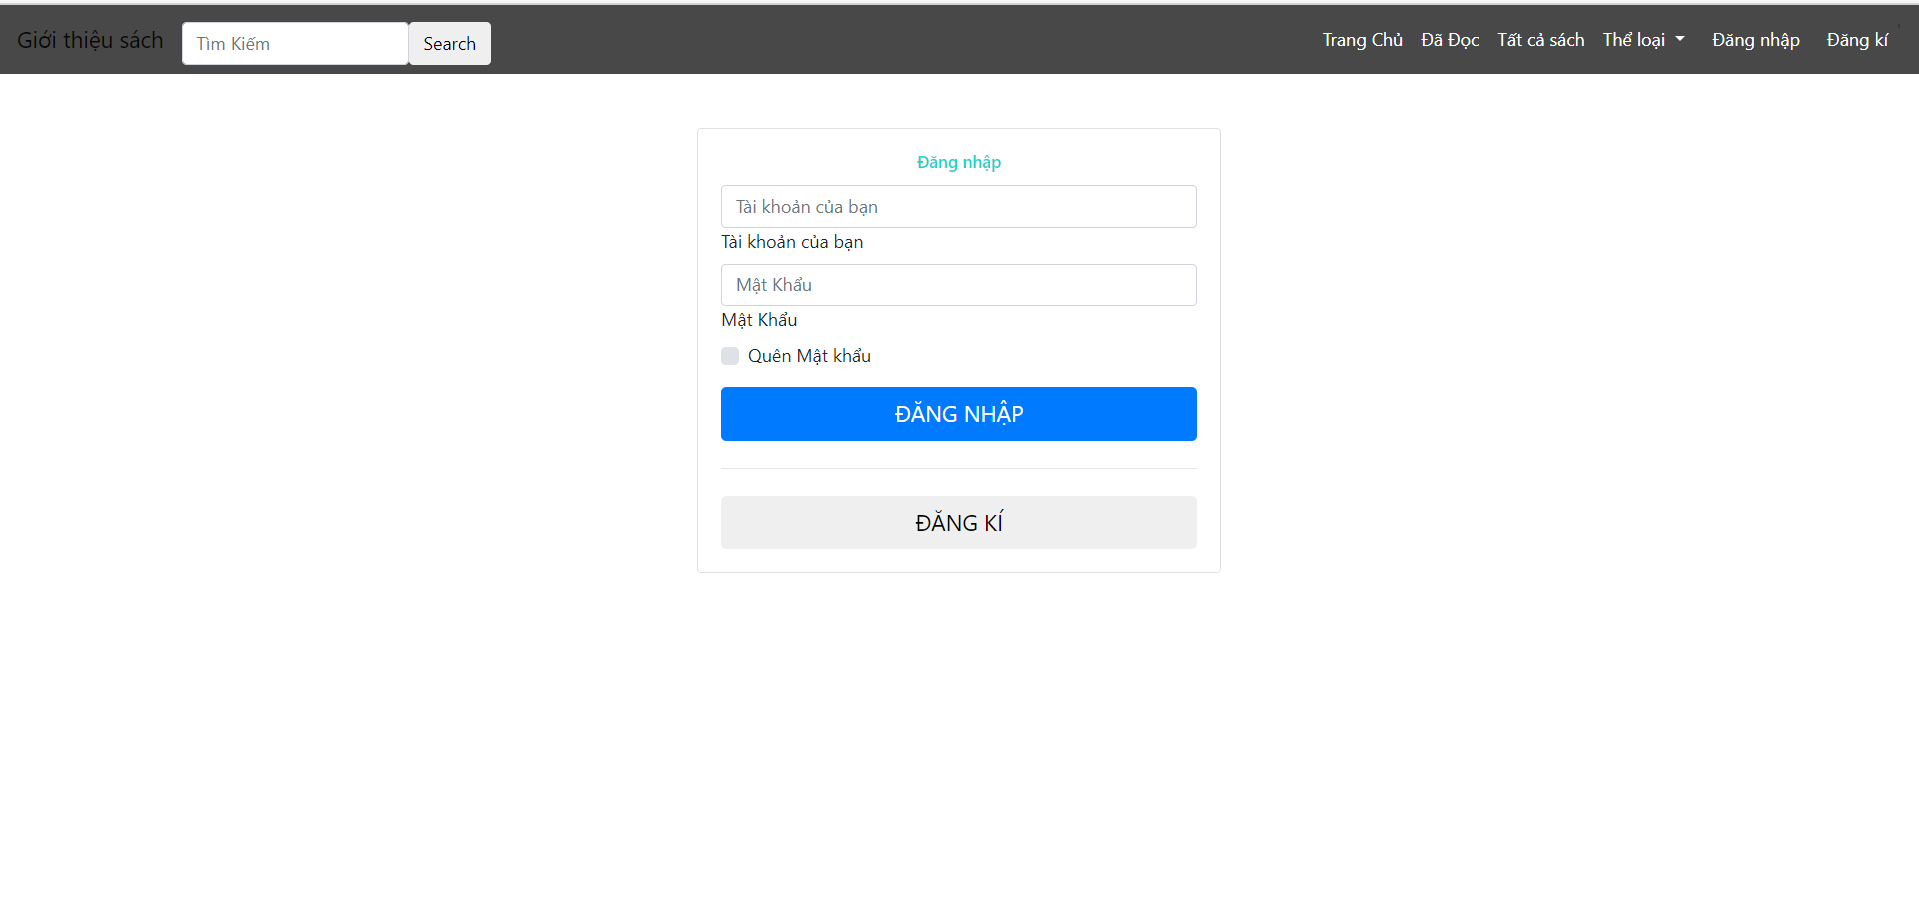 Giới thiệu sách Tìm Kiếm Search Trang Chủ Đã Đọc Tất cả sách Thể loại Đăng nhập Đăng kí
Đăng nhập
Tài khoản của bạn
Tài khoản của bạn
Mật Khẩu
Mật Khẩu
Quên Mật khẩu
ĐĂNG NHẬP
ĐĂNG KÍ